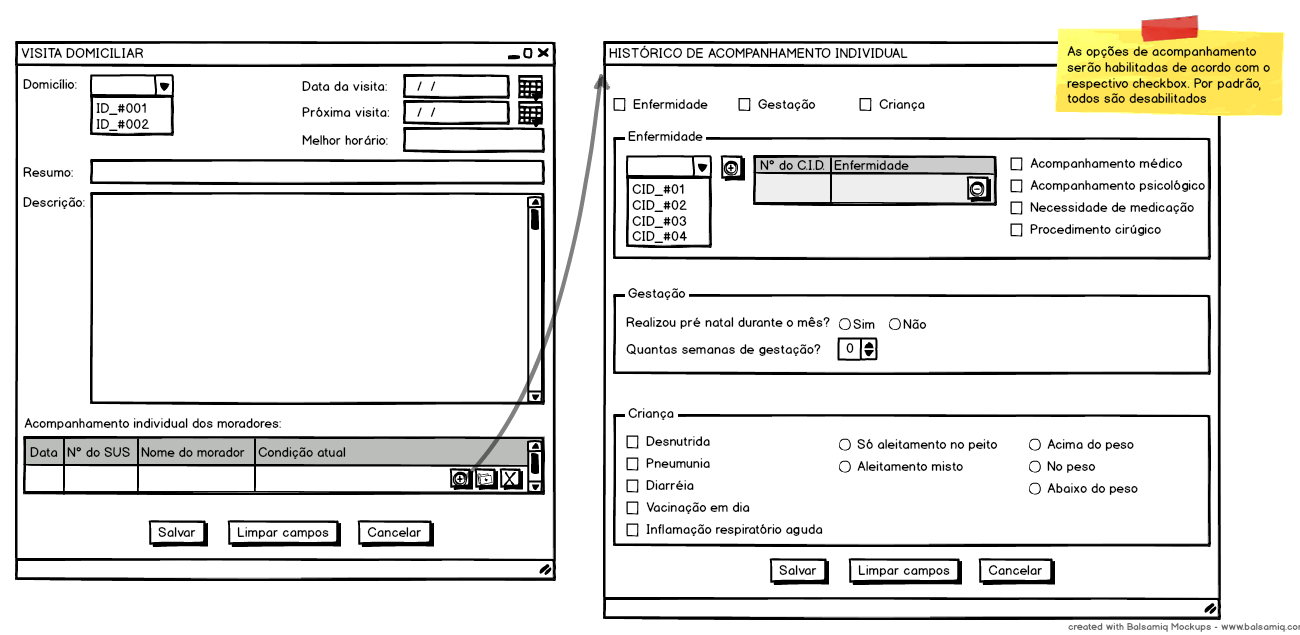 VISITA DOMICILIAR
Domicílio:
ID_#001
ID_#002
Data da visita: / /
Próxima visita: / /
Melhor horário:
Resumo:
Descrição:
Acompanhamento individual dos moradores:
Data Nº do SUS Nome do morador Condição atual
Salvar Limpar campos Cancelar
HISTÓRICO DE ACOMPANHAMENTO INDIVIDUAL
As opções de acompanhamento
serão habilitadas de acordo com o
respectivo checkbox. Por padrão,
todos são desabilitados
Enfermidade Gestação Criança
Enfermidade
CID_#01
CID_#02
CID_#03
CID_#04
Nº do C.I.D. Enfermidade
Acompanhamento médico
Acompanhamento psicológico
Necessidade de medicação
Procedimento cirúgico
Gestação
Realizou pré natal durante o mês? Sim Não
Quantas semanas de gestação? 0
Criança
Desnutrida
Pneumunia
Diarréia
Vacinação em dia
Inflamação respiratório aguda
Só aleitamento no peito
Aleitamento misto
Acima do peso
No peso
Abaixo do peso
Salvar Limpar campos Cancelar
created with Balsamiq Mockups - www.balsamiq.co